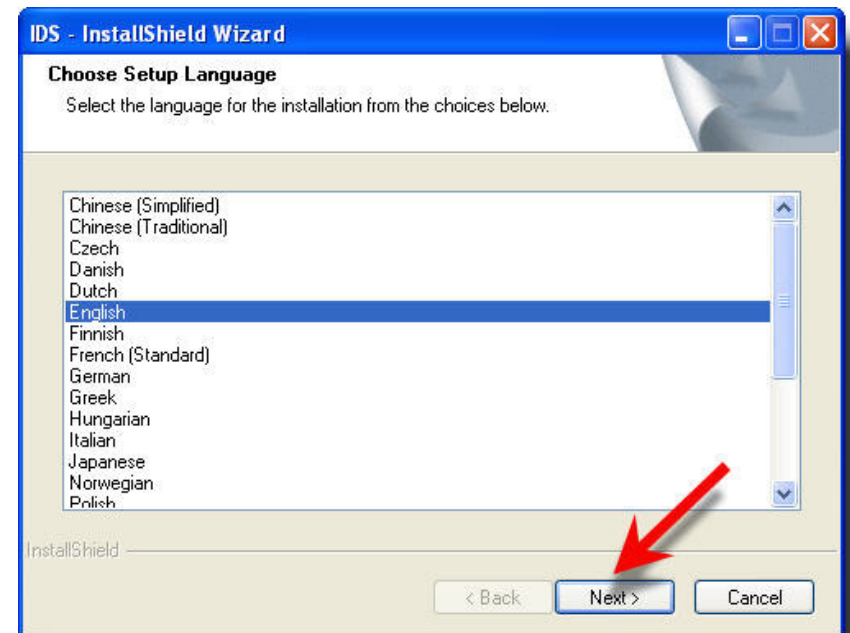 IDS - InstallShield Wizard
Choose Setup Language
Select the language for the installation from the choices below.
Chinese (Simplified)
Chinese (Traditional)
Czech
Danish
Dutch
English
Finnish
French (Standard)
German
Greek
Hungarian
Italian
Japanese
Norwegian
Polish
InstallShield
< Back Next > Cancel